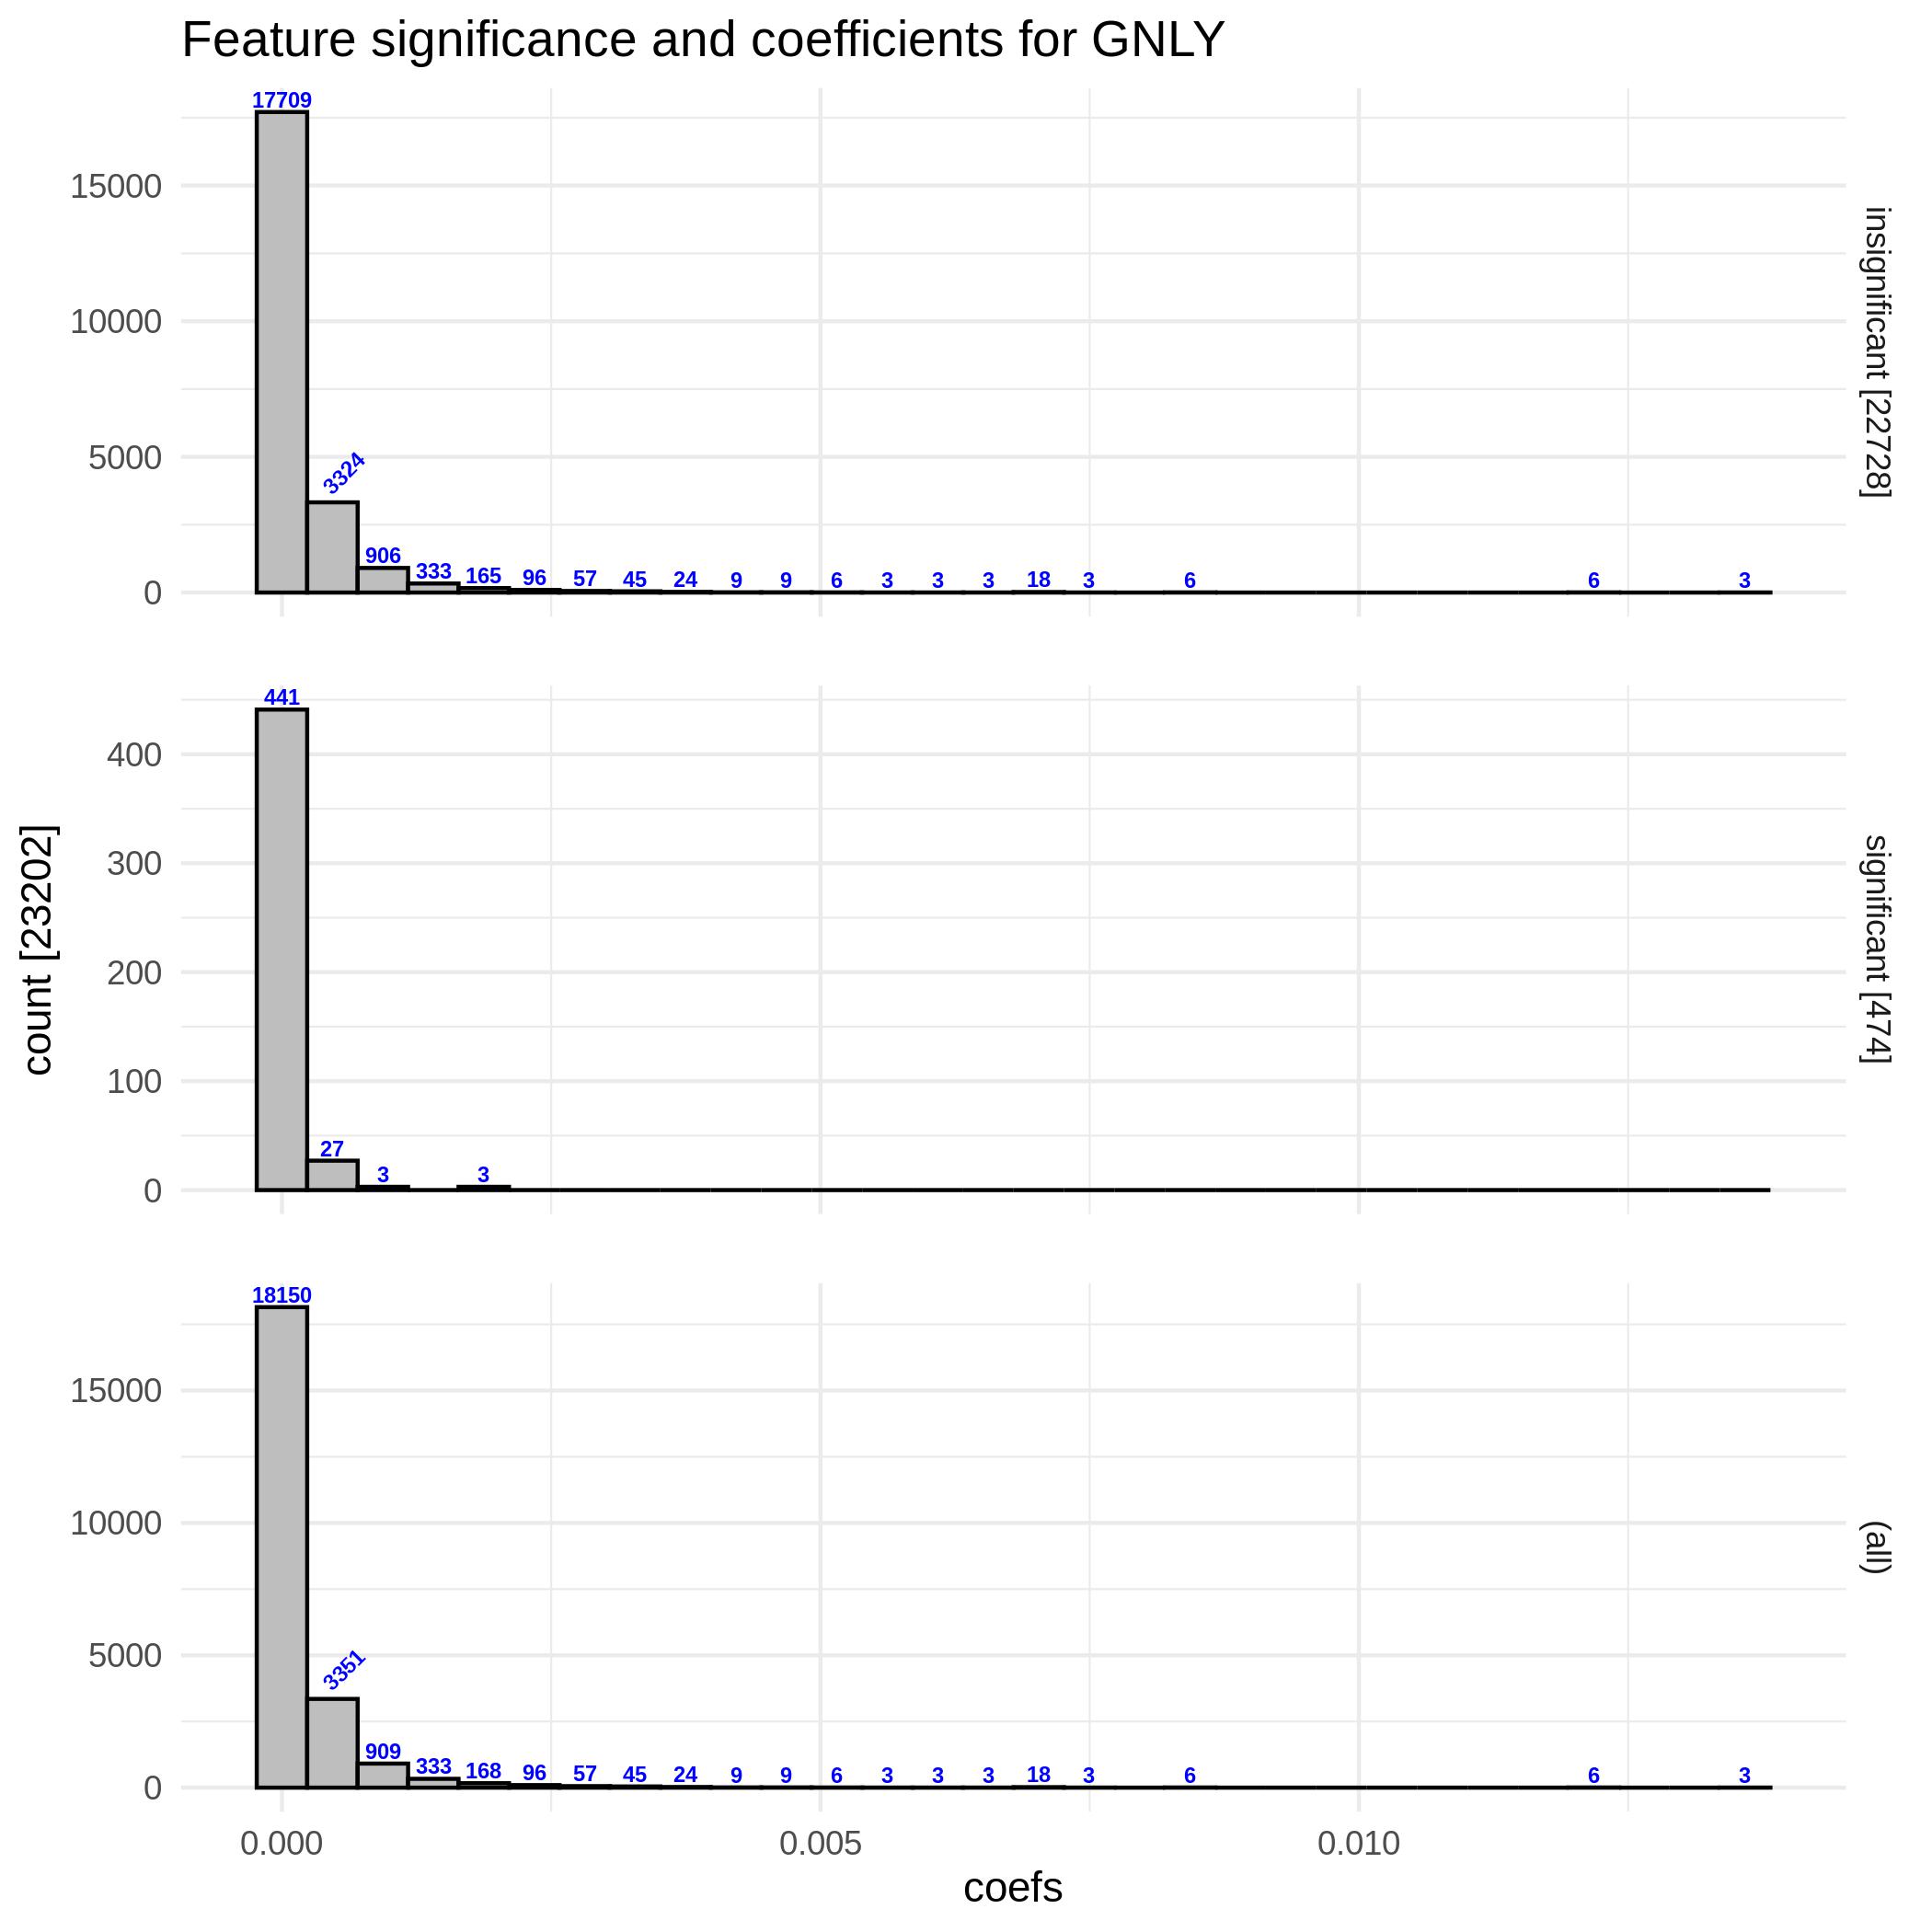 Feature significance and coefficients for GNLY
17709
15000
10000
5000
0
3324
906 333 165 96 57 45 24 9 9 6 3 3 3 18 3 6 6 3
insignificant [22728]
count [23202]
441
400
300
200
100
0
27 3 3
significant [474]
18150
15000
10000
5000
0
3351
909 333 168 96 57 45 24 9 9 6 3 3 3 18 3 6 6 3
(all)
0.000 0.005 0.010
coefs